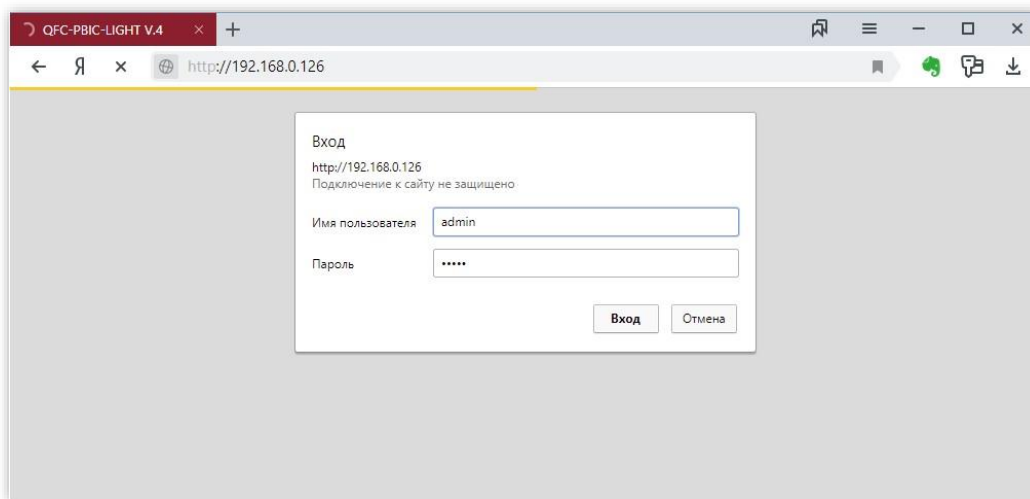 QFC-PBIC-LIGHT V.4
http://192.168.0.126
Вход
http://192.168.0.126
Подключение к сайту не защищено
Имя пользователя admin
Пароль •••••
Вход Отмена